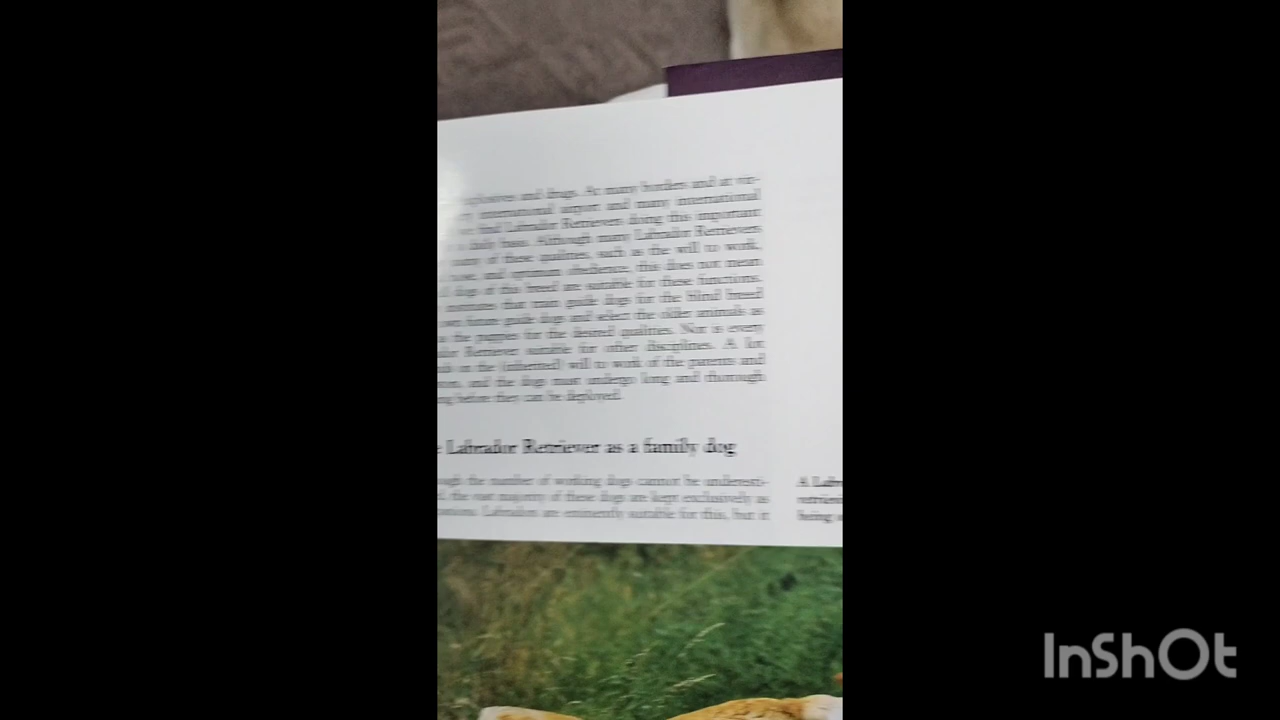 explosives and drugs. At many borders and at vir-
international airport and many international
find Labrador Retrievers doing this important
daily basis. Although many Labrador Retrievers
many of these qualities, such as the will to work,
nose, and optimum obedience, this does not mean
all dogs of this breed are suitable for these functions.
institutes that train guide dogs for the blind breed
own future guide dogs and select the older animals as
as the puppies for the desired qualities. Nor is every
Retriever suitable for other disciplines. A lot
on the (inherited) will to work of the parents and
and the dogs must undergo long and thorough
before they can be deployed.
Labrador Retriever as a family dog
the number of working dogs cannot be underesti-
the vast majority of these dogs are kept exclusively as
Labradors are eminently suitable for this, but it
A
being
InShOt